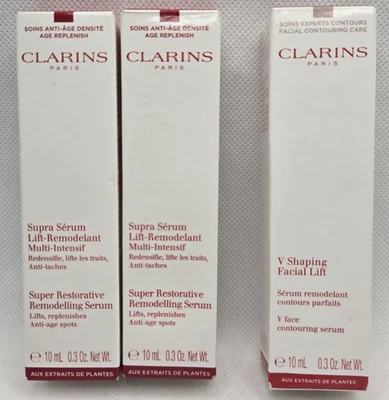 SOINS ANTI-ÂGE DENSITÉ
AGE REPLENISH
CLARINS
PARIS
Supra Sérum
Lift-Remodelant
Multi-Intensif
Redensifie, lifte les traits,
Anti-taches
Super Restorative
Remodelling Serum
Lifts, replenishes
Anti-age spots
e 10 mL 0.3 Oz. Net Wt.
AUX EXTRAITS DE PLANTES
SOINS ANTI-ÂGE DENSITÉ
AGE REPLENISH
CLARINS
PARIS
Supra Sérum
Lift-Remodelant
Multi-Intensif
Redensifie, lifte les traits,
Anti-taches
Super Restorative
Remodelling Serum
Lifts, replenishes
Anti-age spots
e 10 mL 0.3 Oz. Net Wt.
AUX EXTRAITS DE PLANTES
SOINS EXPERTS CONTOURS
FACIAL CONTOURING CARE
CLARINS
PARIS
V Shaping
Facial Lift
Sérum remodelant
contours parfaits
V face
contouring serum
e 10 mL 0.3 Oz. Net Wt.
AUX EXTRAITS DE PLANTES